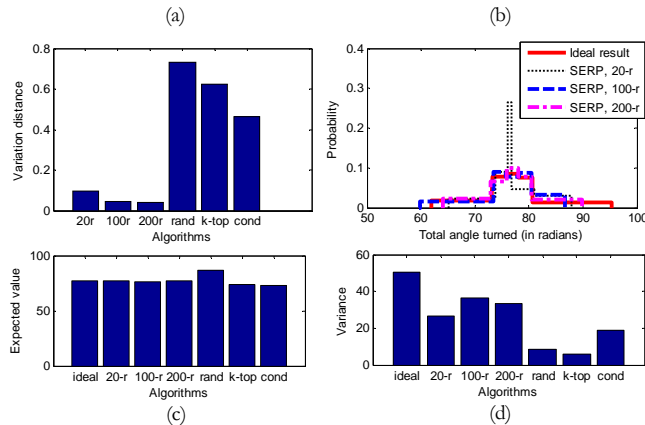 (a)
(b)
0.8
0.6
0.4
0.2
0
Variation distance
20r 100r 200r rand k-top cond
Algorithms
0.4
0.3
0.2
0.1
0
Probability
Ideal result
SERP, 20-r
SERP, 100-r
SERP, 200-r
50 60 70 80 90 100
Total angle turned (in radians)
100
50
0
Expected value
ideal 20-r 100-r 200-r rand k-top cond
Algorithms
(c)
60
40
20
0
Variance
ideal 20-r 100-r 200-r rand k-top cond
Algorithms
(d)